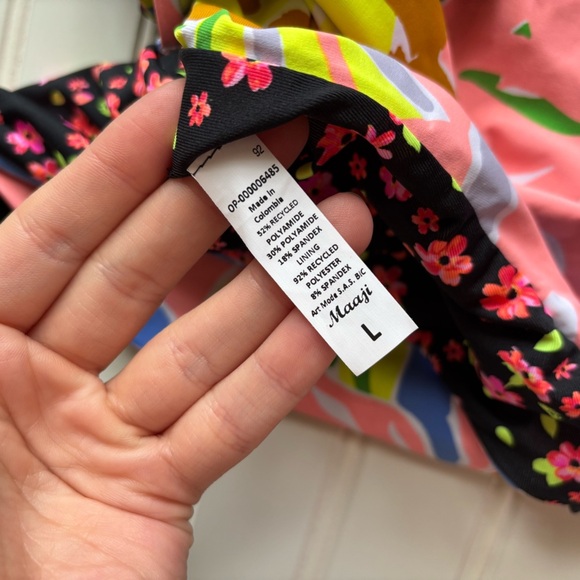 92
OP-000006485
Made in
Colombia
52% RECYCLED
POLYAMIDE
30% POLYAMIDE
18% SPANDEX
LINING
92% RECYCLED
POLYESTER
8% SPANDEX
Art Mode S.A.S. BIC
Maaji
L